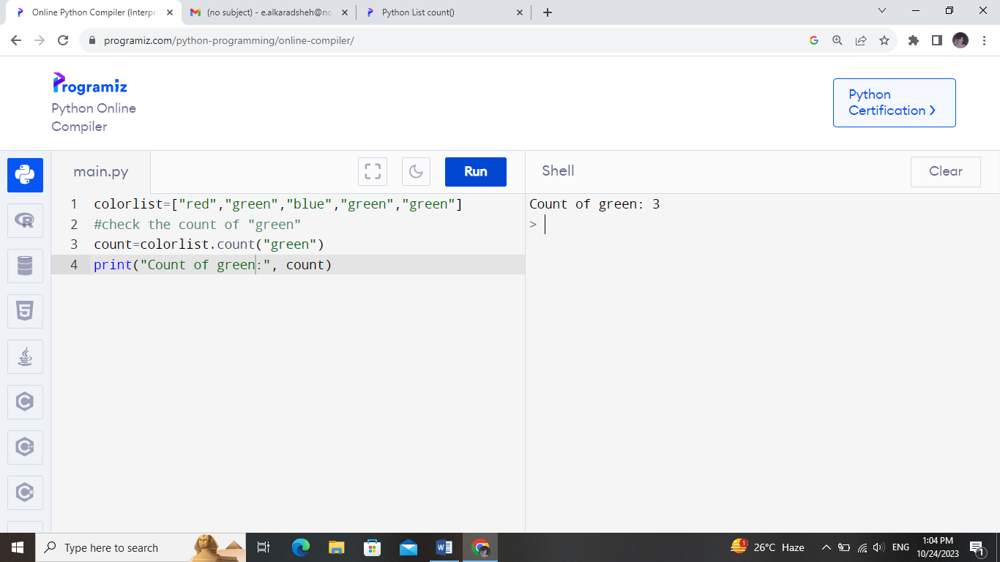 Online Python Compiler (Interpr
(no subject) - e.alkaradsheh@no
Python List count()
programiz.com/python-programming/online-compiler/
Programiz
Python Online
Compiler
Python
Certification
main.py
Run
Shell
Clear
1 colorlist=["red","green","blue","green","green"]
2 #check the count of "green"
3 count=colorlist.count("green")
4 print("Count of green:", count)
Count of green: 3
>
Type here to search
1
26°C Haze
ENG
1:04 PM
10/24/2023
1